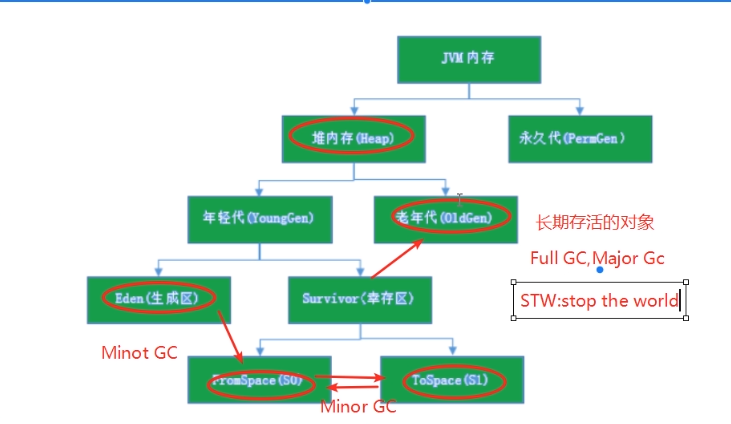 JVM内存
堆内存(Heap)
永久代(PermGen)
年轻代(YoungGen)
老年代(OldGen)
长期存活的对象
Full GC,Major Gc
Eden(生成区)
Survivor(幸存区)
STW:stop the world
Minot GC
FromSpace(S0)
ToSpace(S1)
Minor GC